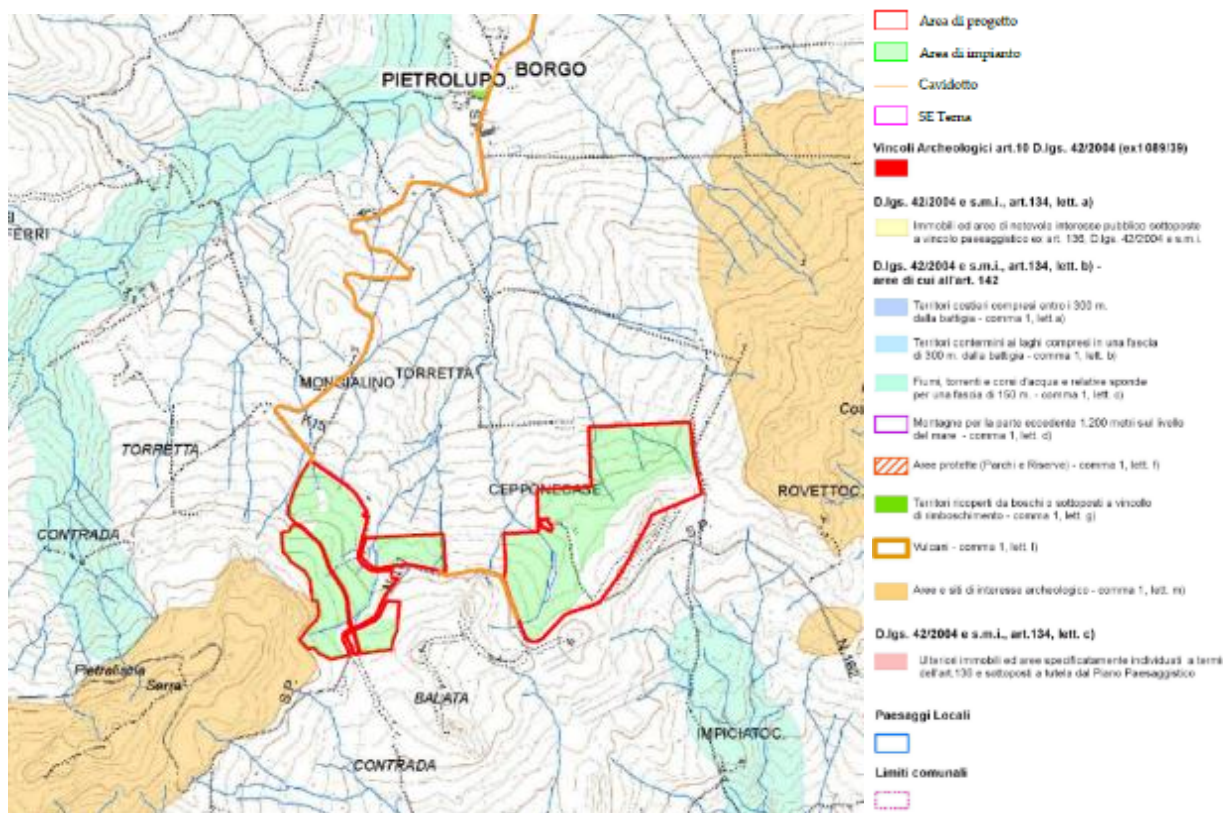 BORGO
PIETROLUPO
FERRI
MONGIALINO
TORRETTA
TORRETTA
CEPPONECASE
ROVETTOC.
CONTRADA
Pietraliscia
Serra
S.P.
BALATA
IMPICIATOC.
CONTRADA
Area di progetto
Area di impianto
Cavidotto
SE Terna
Vincoli Archeologici art.10 D.lgs. 42/2004 (ex1089/39)
D.lgs. 42/2004 e s.m.i., art.134, lett. a)
Immobili ed aree di notevole interesse pubblico sottoposte
a vincolo paesaggistico ex art. 136, D.lgs. 42/2004 e s.m.i.
D.lgs. 42/2004 e s.m.i., art.134, lett. b) -
aree di cui all'art. 142
Territori costieri compresi entro i 300 m.
dalla battigia - comma 1, lett.a)
Territori contermini ai laghi compresi in una fascia
di 300 m. dalla battigia - comma 1, lett. b)
Fiumi, torrenti e corsi d'acqua e relative sponde
per una fascia di 150 m. - comma 1, lett. c)
Montagne per la parte eccedente 1.200 metri sul livello
del mare - comma 1, lett. d)
Aree protette (Parchi e Riserve) - comma 1, lett. f)
Territori ricoperti da boschi o sottoposti a vincolo
di rimboschimento - comma 1, lett. g)
Vulcani - comma 1, lett. l)
Aree e siti di interesse archeologico - comma 1, lett. m)
D.lgs. 42/2004 e s.m.i., art.134, lett. c)
Ulteriori immobili ed aree specificatamente individuati a termini
dell'art.136 e sottoposti a tutela dal Piano Paesaggistico
Paesaggi Locali
Limiti comunali